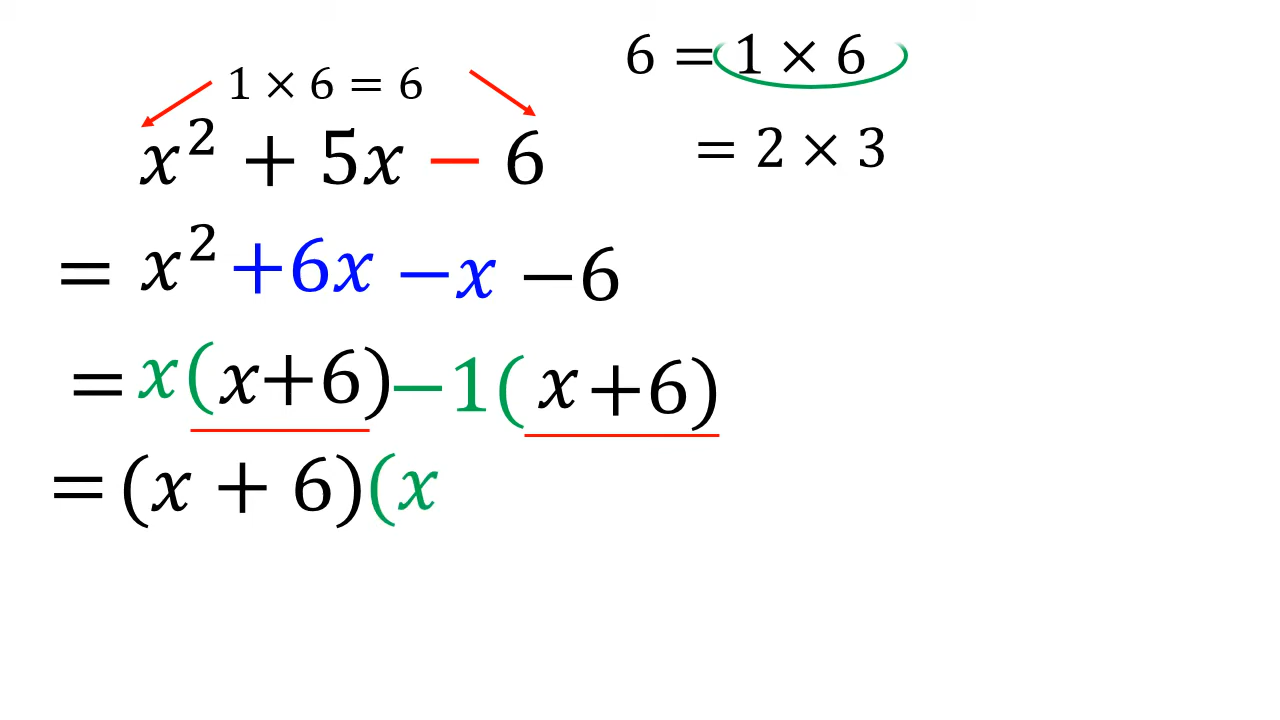 6 = 1 × 6
1 × 6 = 6
= 2 × 3
x² + 5x − 6
= x² +6x −x −6
= x(x+6)−1(x+6)
= (x + 6)(x